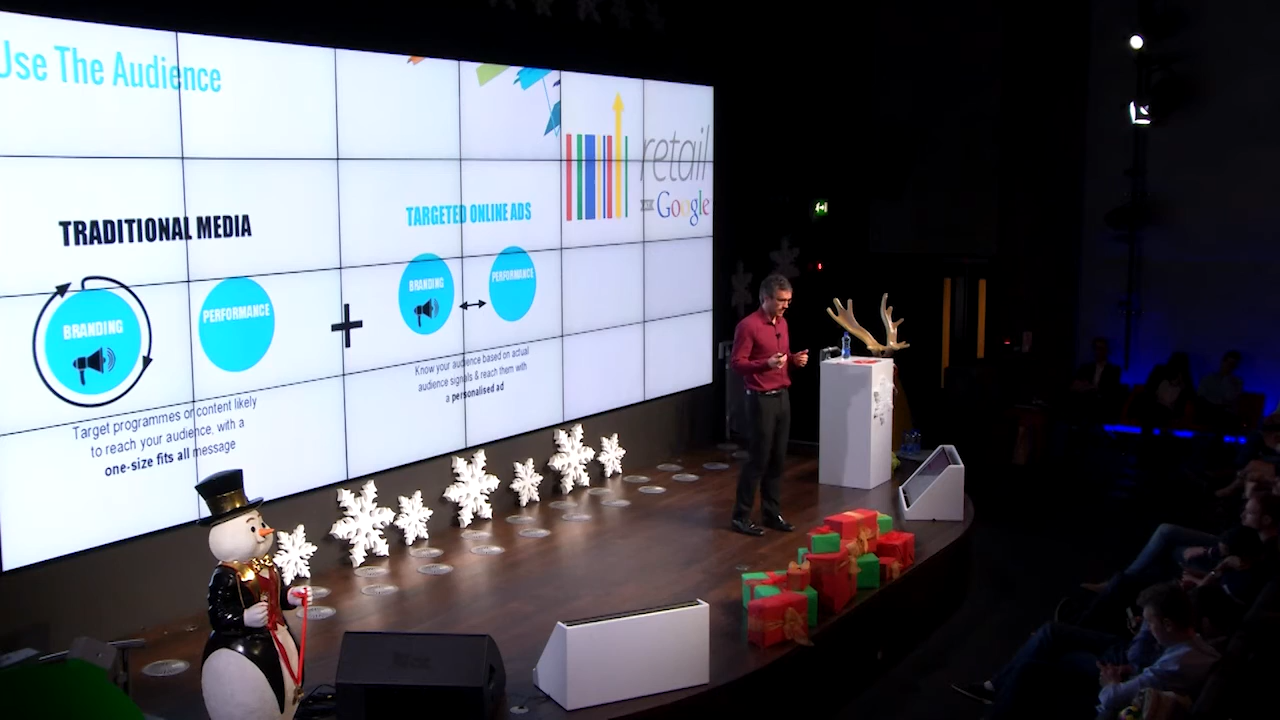 Use The Audience
retail
Google
TRADITIONAL MEDIA
TARGETED ONLINE ADS
BRANDING
PERFORMANCE
BRANDING
PERFORMANCE
+
Know your audience based on actual
audience signals & reach them with
a personalised ad
Target programmes or content likely
to reach your audience, with a
one-size fits all message